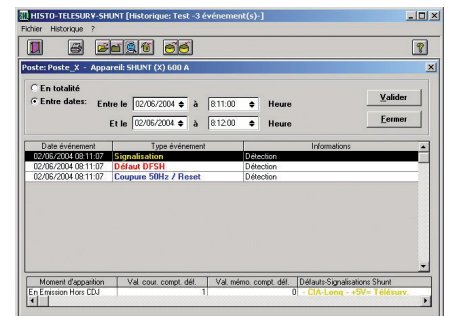 HISTO-TELESURV-SHUNT [Historique: Test -3 événement(s)-]
Fichier Historique ?
Poste: Poste_X - Appareil: SHUNT (X) 600 A
En totalité
Entre dates: Entre le 02/06/2004 à 8:11:00 Heure Valider
Et le 02/06/2004 à 8:12:00 Heure Fermer
Date événement Type événement Informations
02/06/2004 08:11:07 Signalisation Détection
02/06/2004 08:11:07 Défaut DFSH Détection
02/06/2004 08:11:07 Coupure 50Hz / Reset Détection
Moment d'apparition Val. cour. compt. déf. Val. mémo. compt. déf. Défauts-Signalisations Shunt
En Emission Hors CDJ 1 0 - CIA-Long - +5V= Télésurv.